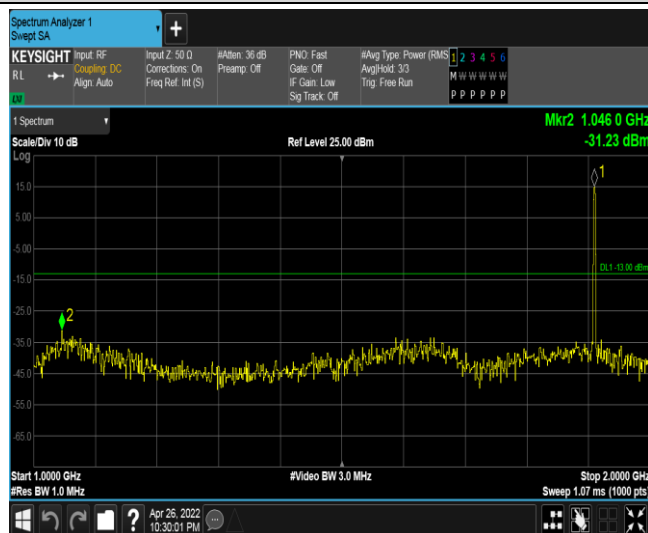 Spectrum Analyzer 1
Swept SA
+
KEYSIGHT
RL
LXI
Input: RF
Coupling: DC
Align: Auto
Input Z: 50 Ω
Corrections: On
Freq Ref: Int (S)
#Atten: 36 dB
Preamp: Off
PNO: Fast
Gate: Off
IF Gain: Low
Sig Track: Off
#Avg Type: Power (RMS
Avg|Hold: 3/3
Trig: Free Run
1 2 3 4 5 6
M W W W W W
P P P P P P
1 Spectrum
Scale/Div 10 dB
Log
Ref Level 25.00 dBm
Mkr2 1.046 0 GHz
-31.23 dBm
1
15.0
5.00
-5.00
DL1 -13.00 dBm
-15.0
-25.0
2
-35.0
-45.0
-55.0
-65.0
Start 1.0000 GHz
#Res BW 1.0 MHz
#Video BW 3.0 MHz
Stop 2.0000 GHz
Sweep 1.07 ms (1000 pts)
?
Apr 26, 2022
10:30:01 PM